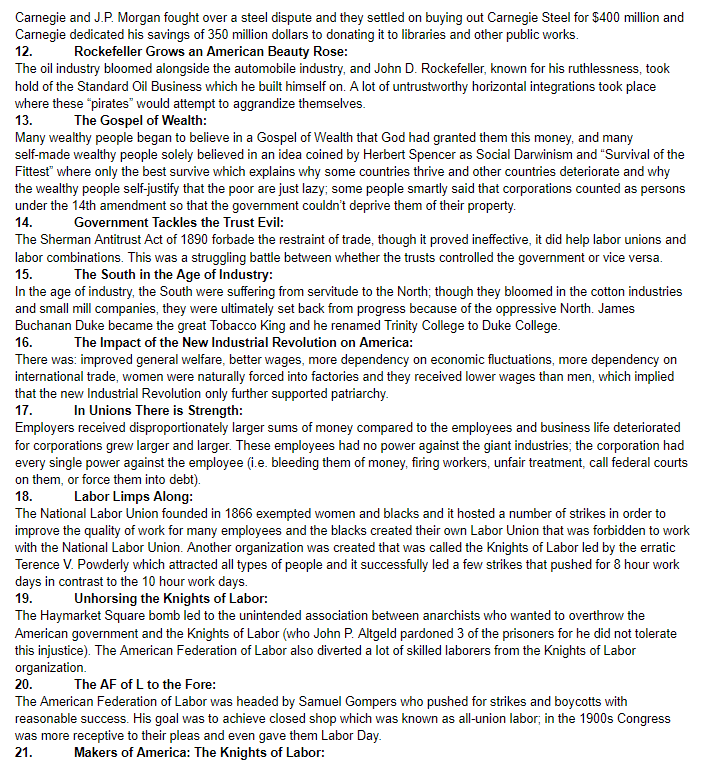 Carnegie and J.P. Morgan fought over a steel dispute and they settled on buying out Carnegie Steel for $400 million and
Carnegie dedicated his savings of 350 million dollars to donating it to libraries and other public works.
12. Rockefeller Grows an American Beauty Rose:
The oil industry bloomed alongside the automobile industry, and John D. Rockefeller, known for his ruthlessness, took
hold of the Standard Oil Business which he built himself on. A lot of untrustworthy horizontal integrations took place
where these “pirates” would attempt to aggrandize themselves.
13. The Gospel of Wealth:
Many wealthy people began to believe in a Gospel of Wealth that God had granted them this money, and many
self-made wealthy people solely believed in an idea coined by Herbert Spencer as Social Darwinism and “Survival of the
Fittest” where only the best survive which explains why some countries thrive and other countries deteriorate and why
the wealthy people self-justify that the poor are just lazy; some people smartly said that corporations counted as persons
under the 14th amendment so that the government couldn’t deprive them of their property.
14. Government Tackles the Trust Evil:
The Sherman Antitrust Act of 1890 forbade the restraint of trade, though it proved ineffective, it did help labor unions and
labor combinations. This was a struggling battle between whether the trusts controlled the government or vice versa.
15. The South in the Age of Industry:
In the age of industry, the South were suffering from servitude to the North; though they bloomed in the cotton industries
and small mill companies, they were ultimately set back from progress because of the oppressive North. James
Buchanan Duke became the great Tobacco King and he renamed Trinity College to Duke College.
16. The Impact of the New Industrial Revolution on America:
There was: improved general welfare, better wages, more dependency on economic fluctuations, more dependency on
international trade, women were naturally forced into factories and they received lower wages than men, which implied
that the new Industrial Revolution only further supported patriarchy.
17. In Unions There is Strength:
Employers received disproportionately larger sums of money compared to the employees and business life deteriorated
for corporations grew larger and larger. These employees had no power against the giant industries; the corporation had
every single power against the employee (i.e. bleeding them of money, firing workers, unfair treatment, call federal courts
on them, or force them into debt).
18. Labor Limps Along:
The National Labor Union founded in 1866 exempted women and blacks and it hosted a number of strikes in order to
improve the quality of work for many employees and the blacks created their own Labor Union that was forbidden to work
with the National Labor Union. Another organization was created that was called the Knights of Labor led by the erratic
Terence V. Powderly which attracted all types of people and it successfully led a few strikes that pushed for 8 hour work
days in contrast to the 10 hour work days.
19. Unhorsing the Knights of Labor:
The Haymarket Square bomb led to the unintended association between anarchists who wanted to overthrow the
American government and the Knights of Labor (who John P. Altgeld pardoned 3 of the prisoners for he did not tolerate
this injustice). The American Federation of Labor also diverted a lot of skilled laborers from the Knights of Labor
organization.
20. The AF of L to the Fore:
The American Federation of Labor was headed by Samuel Gompers who pushed for strikes and boycotts with
reasonable success. His goal was to achieve closed shop which was known as all-union labor; in the 1900s Congress
was more receptive to their pleas and even gave them Labor Day.
21. Makers of America: The Knights of Labor: